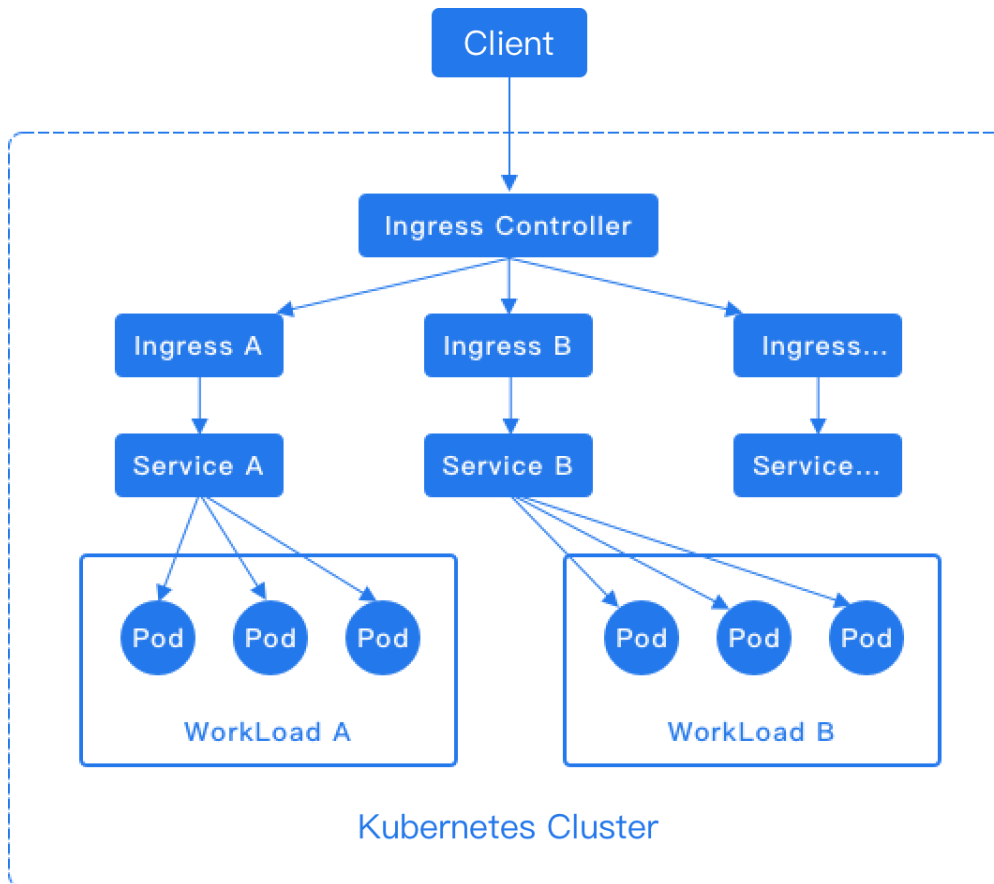 Client
Ingress Controller
Ingress A
Ingress B
Ingress...
Service A
Service B
Service...
Pod
Pod
Pod
Pod
Pod
Pod
WorkLoad A
WorkLoad B
Kubernetes Cluster